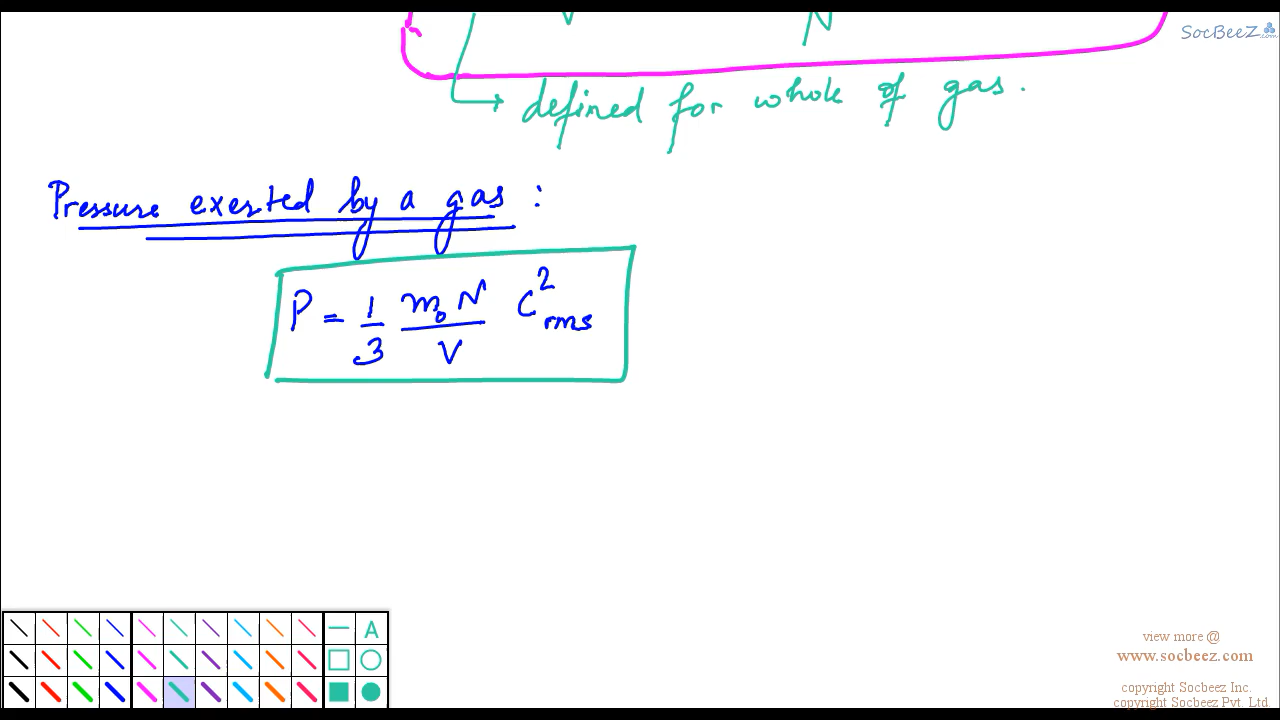 SocBeeZ.com
V N
defined for whole of gas.
Pressure exerted by a gas :
P = 1/3 m₀N/V C²rms
A
view more @
www.socbeez.com
copyright Socbeez Inc.
copyright Socbeez Pvt. Ltd.